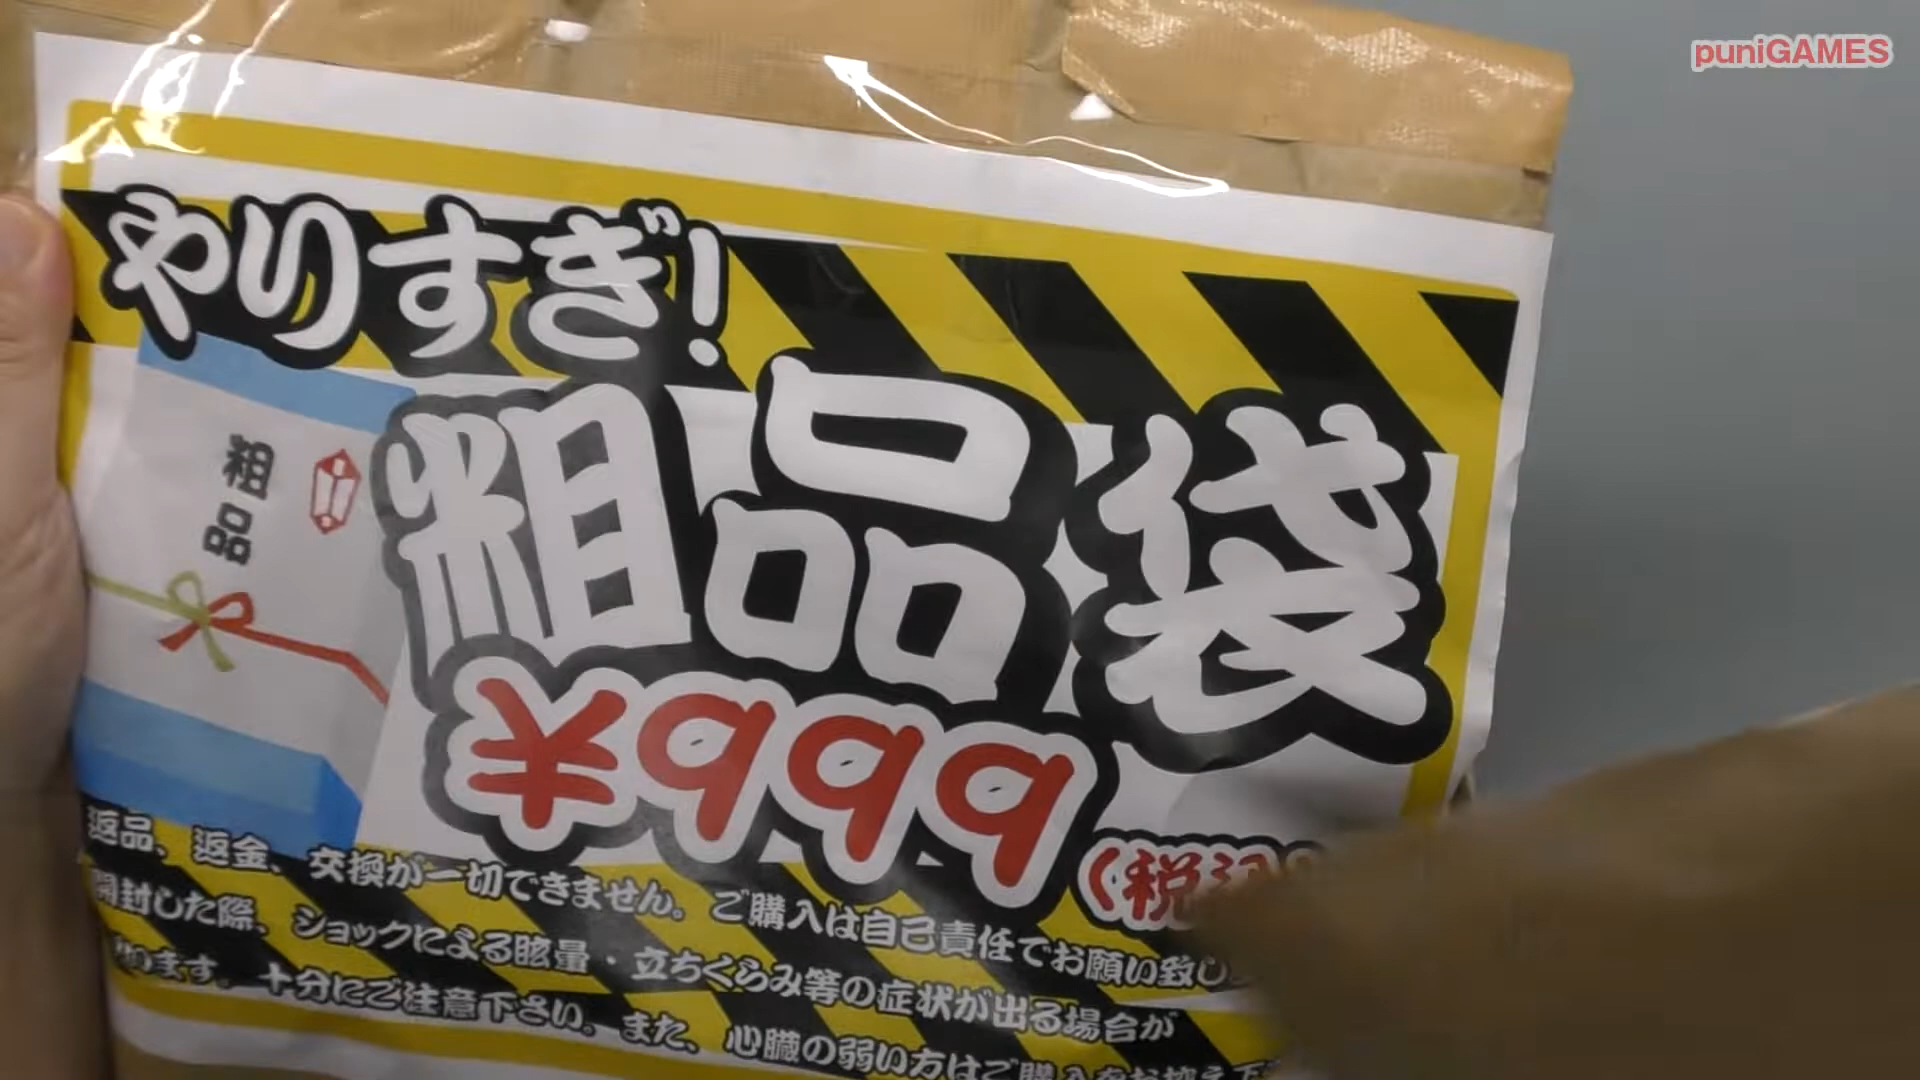 puniGAMES
やりすぎ!
粗品
粗品袋
¥999
(税込
返品、返金、交換が一切できません。ご購入は自己責任でお願い致し
開封した際、ショックによる眩暈・立ちくらみ等の症状が出る場合が
ります。十分にご注意下さい。また、心臓の弱い方はご購入をお控え下